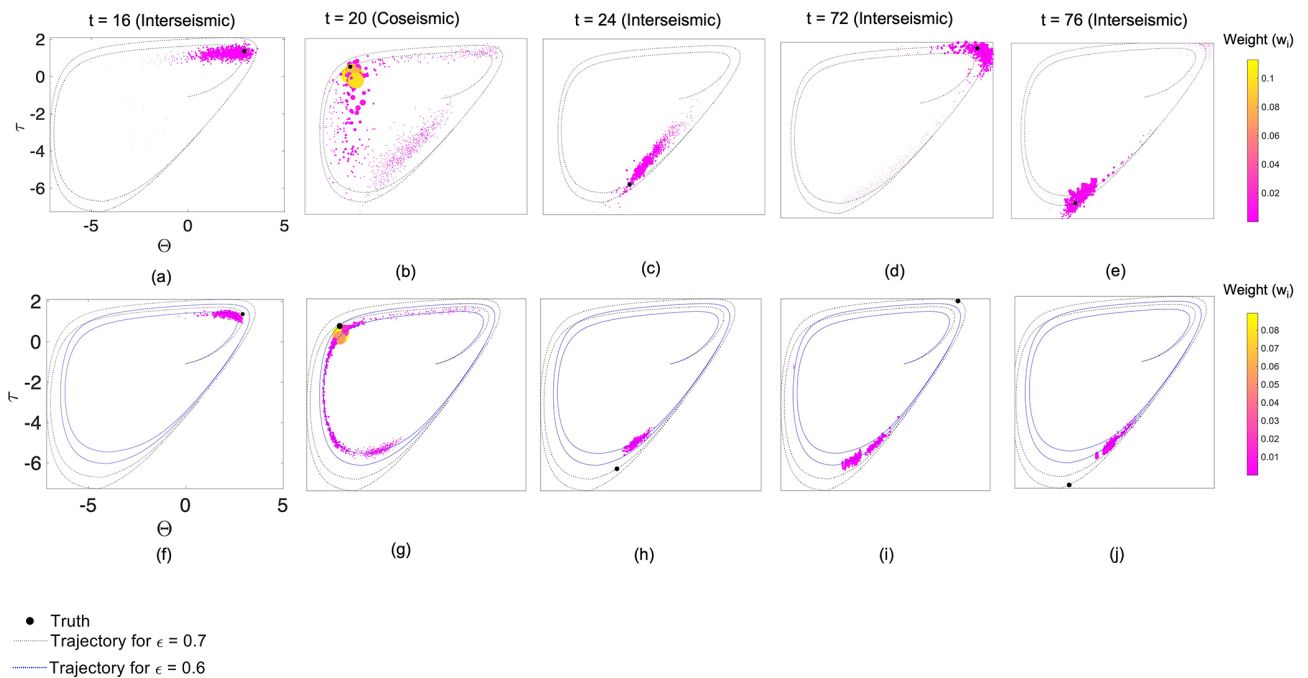 t = 16 (Interseismic)
t = 20 (Coseismic)
t = 24 (Interseismic)
t = 72 (Interseismic)
t = 76 (Interseismic)
2
0
-2
-4
-6
τ
-5
0
5
Θ
Weight (wi)
0.1
0.08
0.06
0.04
0.02
(a)
(b)
(c)
(d)
(e)
2
0
-2
-4
-6
τ
-5
0
5
Θ
Weight (wi)
0.08
0.07
0.06
0.05
0.04
0.03
0.02
0.01
(f)
(g)
(h)
(i)
(j)
Truth
Trajectory for ϵ = 0.7
Trajectory for ϵ = 0.6